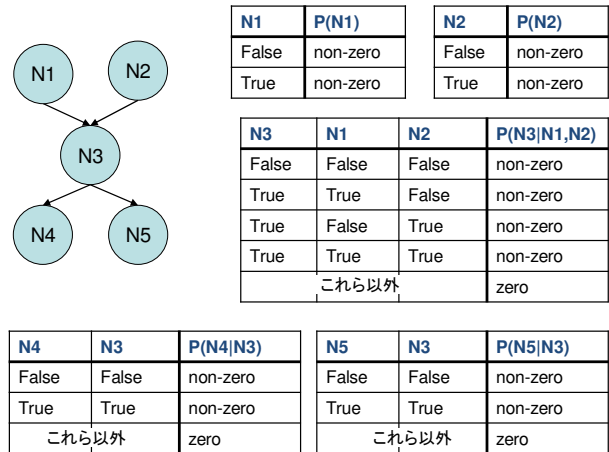 N1 P(N1)
False non-zero
True non-zero
N2 P(N2)
False non-zero
True non-zero
N1
N2
N3
N4
N5
N3 N1 N2 P(N3|N1,N2)
False False False non-zero
True True False non-zero
True False True non-zero
True True True non-zero
これら以外 zero
N4 N3 P(N4|N3)
False False non-zero
True True non-zero
これら以外 zero
N5 N3 P(N5|N3)
False False non-zero
True True non-zero
これら以外 zero